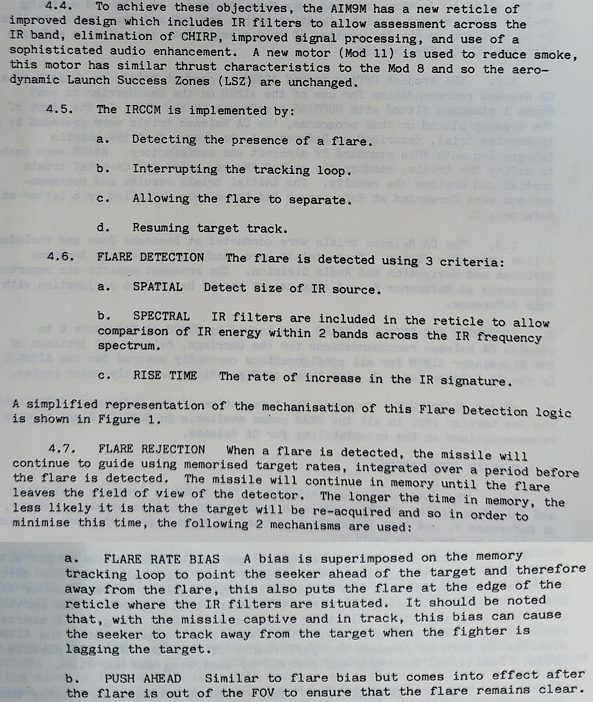 4.4. To achieve these objectives, the AIM9M has a new reticle of
improved design which includes IR filters to allow assessment across the
IR band, elimination of CHIRP, improved signal processing, and use of a
sophisticated audio enhancement. A new motor (Mod 11) is used to reduce smoke,
this motor has similar thrust characteristics to the Mod 8 and so the aero-
dynamic Launch Success Zones (LSZ) are unchanged.
4.5. The IRCCM is implemented by:
a. Detecting the presence of a flare.
b. Interrupting the tracking loop.
c. Allowing the flare to separate.
d. Resuming target track.
4.6. FLARE DETECTION The flare is detected using 3 criteria:
a. SPATIAL Detect size of IR source.
b. SPECTRAL IR filters are included in the reticle to allow
comparison of IR energy within 2 bands across the IR frequency
spectrum.
c. RISE TIME The rate of increase in the IR signature.
A simplified representation of the mechanisation of this Flare Detection logic
is shown in Figure 1.
4.7. FLARE REJECTION When a flare is detected, the missile will
continue to guide using memorised target rates, integrated over a period before
the flare is detected. The missile will continue in memory until the flare
leaves the field of view of the detector. The longer the time in memory, the
less likely it is that the target will be re-acquired and so in order to
minimise this time, the following 2 mechanisms are used:
a. FLARE RATE BIAS A bias is superimposed on the memory
tracking loop to point the seeker ahead of the target and therefore
away from the flare, this also puts the flare at the edge of the
reticle where the IR filters are situated. It should be noted
that, with the missile captive and in track, this bias can cause
the seeker to track away from the target when the fighter is
lagging the target.
b. PUSH AHEAD Similar to flare bias but comes into effect after
the flare is out of the FOV to ensure that the flare remains clear.